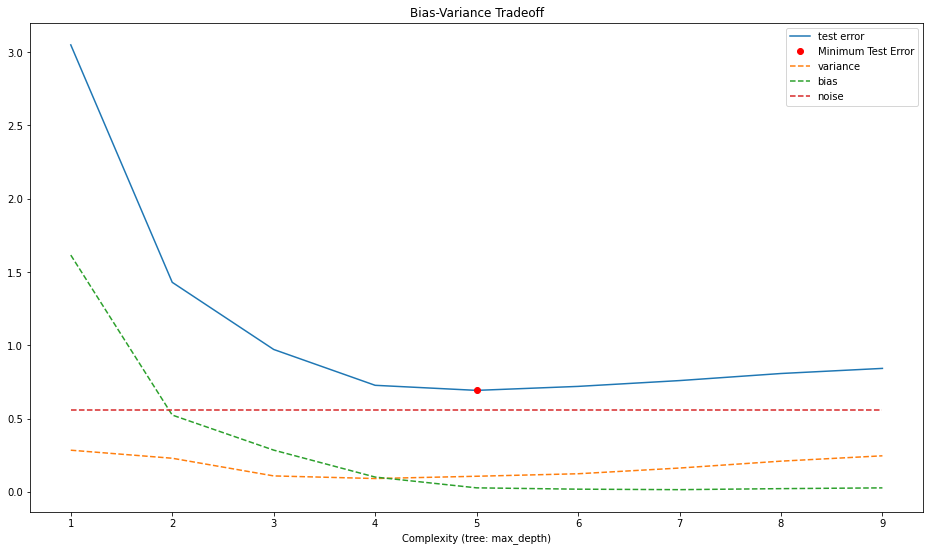 Bias-Variance Tradeoff
test error
Minimum Test Error
variance
bias
noise
3.0
2.5
2.0
1.5
1.0
0.5
0.0
1 2 3 4 5 6 7 8 9
Complexity (tree: max_depth)